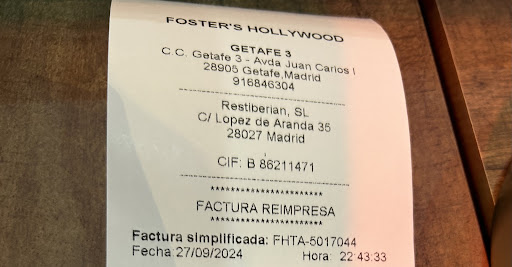 FOSTER'S HOLLYWOOD
GETAFE 3
C.C. Getafe 3 - Avda Juan Carlos I
28905 Getafe,Madrid
916846304
--------------------------------------------
Restiberian, SL
C/ Lopez de Aranda 35
28027 Madrid
CIF: B 86211471
--------------------------------------------
**********************
FACTURA REIMPRESA
**********************
Factura simplificada: FHTA-5017044
Fecha:27/09/2024 Hora: 22:43:33